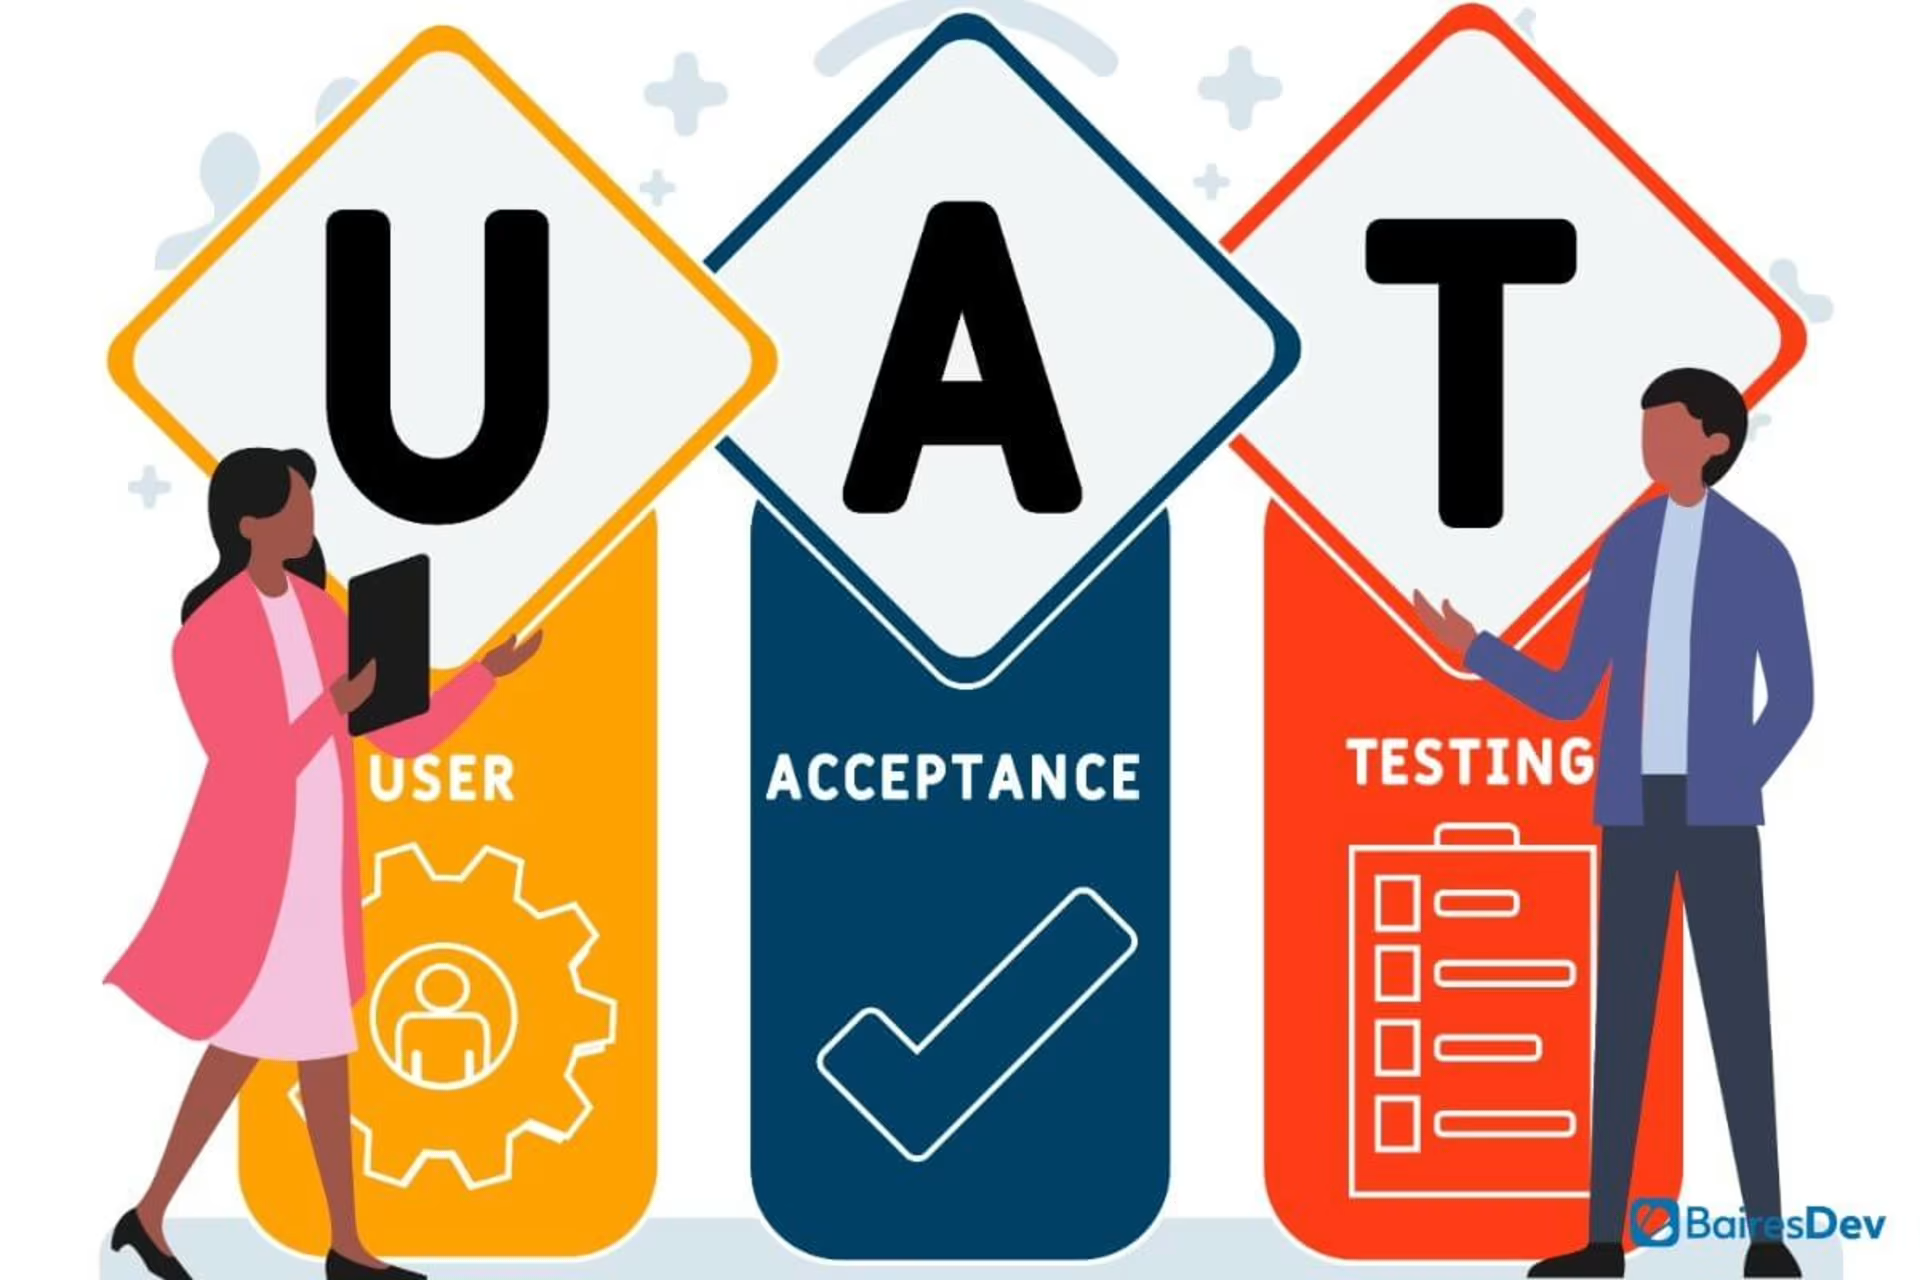 U A T
USER
ACCEPTANCE
TESTING
BairesDev